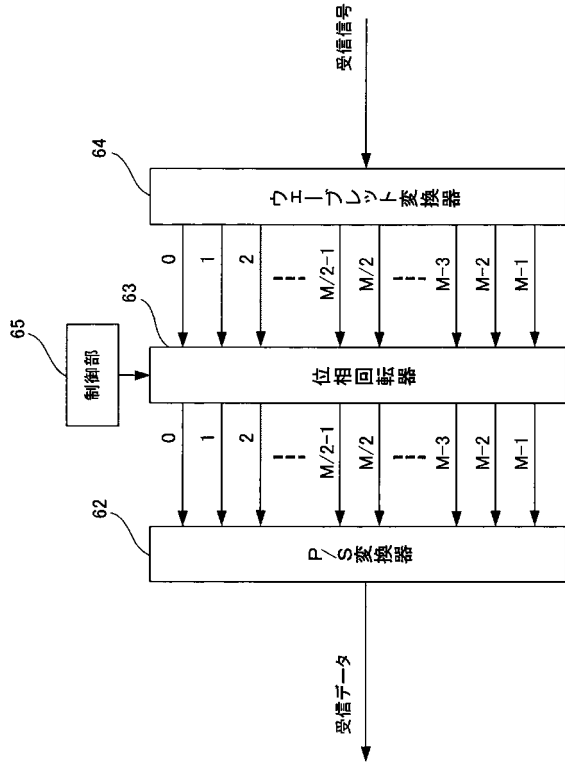 65
制御部
62
63
64
P/S変換器
位相回転器
ウェーブレット変換器
受信データ
受信信号
0
1
2
M/2-1
M/2
M-3
M-2
M-1
0
1
2
M/2-1
M/2
M-3
M-2
M-1